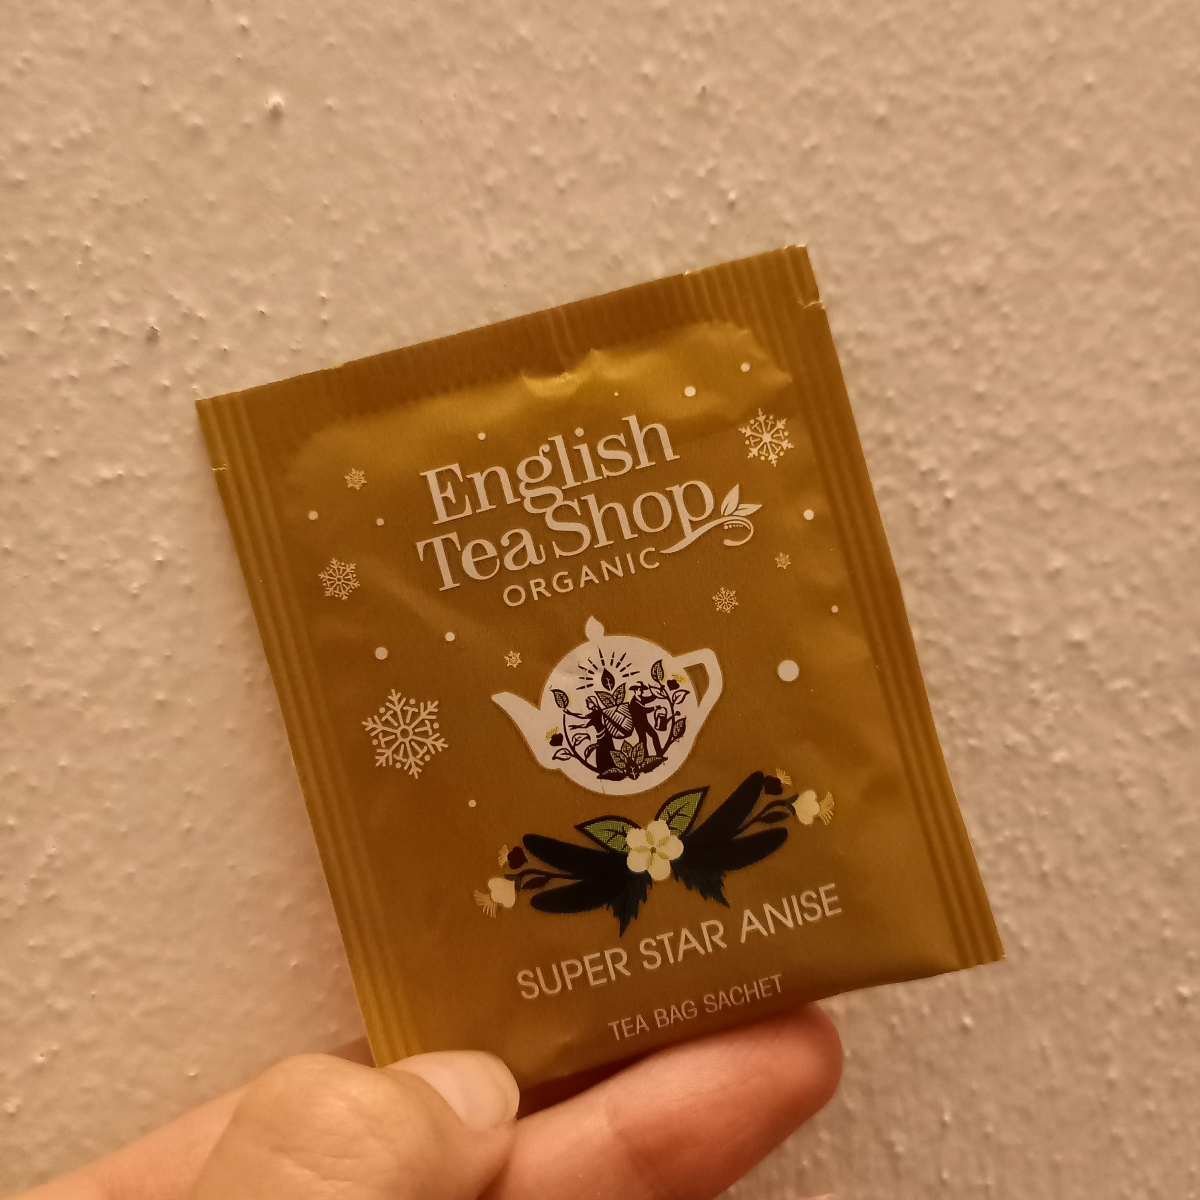 English
Tea Shop
ORGANIC
SUPER STAR ANISE
TEA BAG SACHET